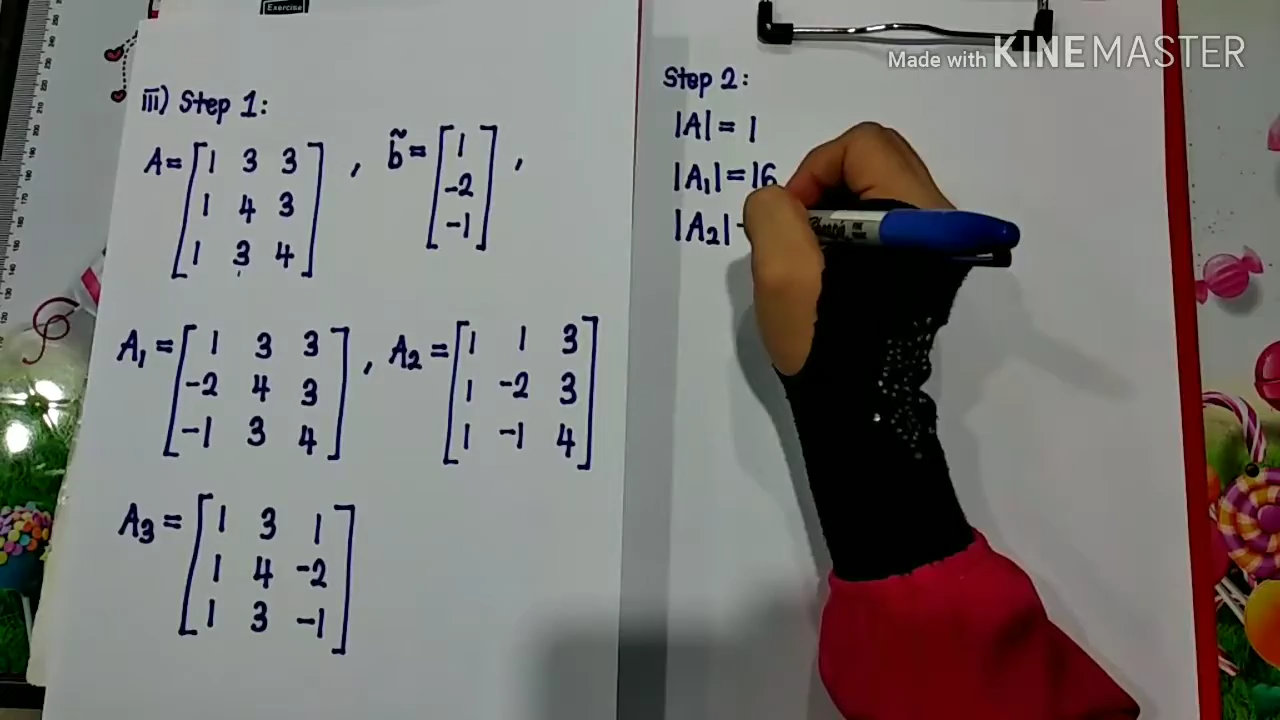 Exercise
Made with KINEMASTER
iii) Step 1:
A = [1 3 3
1 4 3
1 3 4] , b̃ = [1
-2
-1] ,
A₁ = [1 3 3
-2 4 3
-1 3 4] , A₂ = [1 1 3
1 -2 3
1 -1 4]
A₃ = [1 3 1
1 4 -2
1 3 -1]
Step 2:
|A| = 1
|A₁| = 16
|A₂|